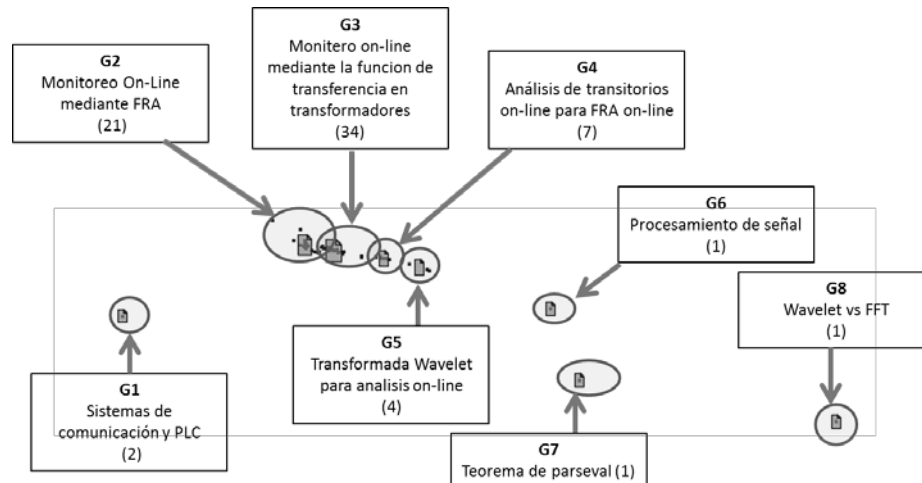 G3
Monitero on-line
mediante la funcion de
transferencia en
transformadores
(34)
G2
Monitoreo On-Line
mediante FRA
(21)
G4
Análisis de transitorios
on-line para FRA on-line
(7)
G6
Procesamiento de señal
(1)
G8
Wavelet vs FFT
(1)
G5
Transformada Wavelet
para analisis on-line
(4)
G1
Sistemas de
comunicación y PLC
(2)
G7
Teorema de parseval (1)